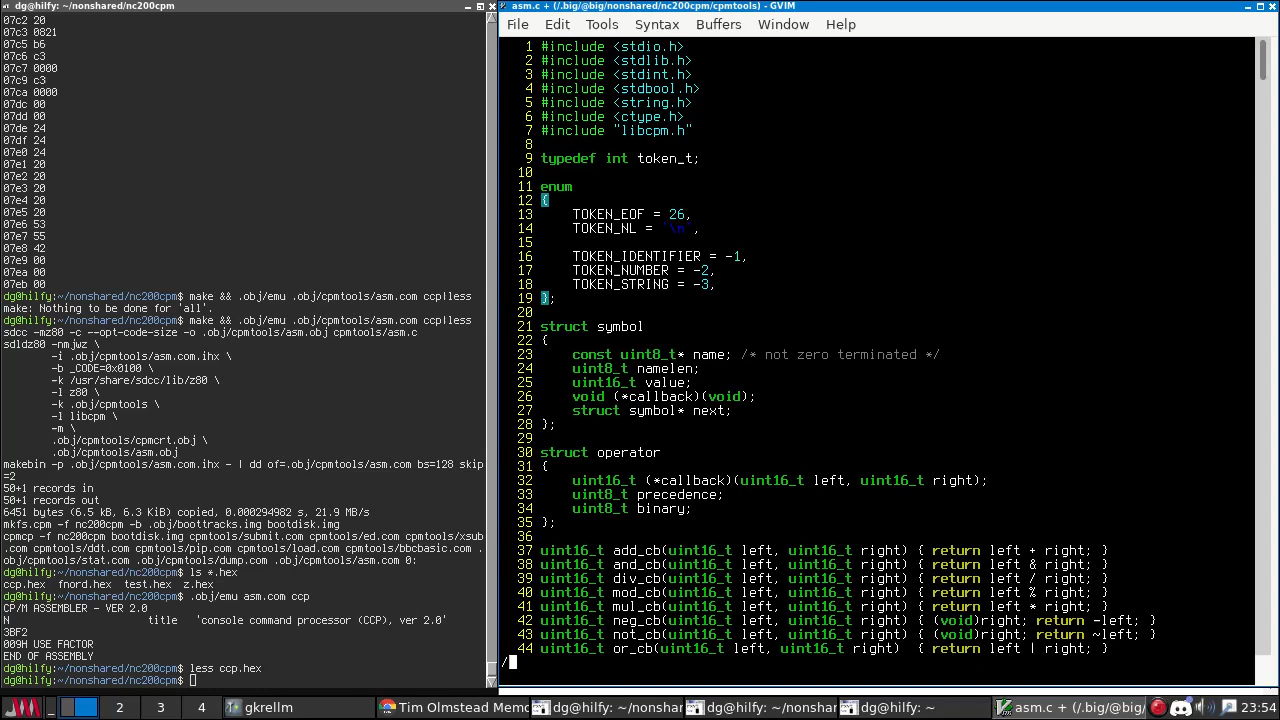 dg@hilfy: ~/nonshared/nc200cpm
07c2 20
07c3 0821
07c5 b6
07c6 c3
07c7 0000
07c9 c3
07ca 0000
07dc 00
07dd 00
07de 24
07df 24
07e0 24
07e1 20
07e2 20
07e3 20
07e4 20
07e5 20
07e6 53
07e7 55
07e8 42
07e9 00
07ea 00
07eb 00
dg@hilfy:~/nonshared/nc200cpm$ make && .obj/emu .obj/cpmtools/asm.com ccp|less
make: Nothing to be done for 'all'.
dg@hilfy:~/nonshared/nc200cpm$ make && .obj/emu .obj/cpmtools/asm.com ccp|less
sdcc -mz80 -c --opt-code-size -o .obj/cpmtools/asm.obj cpmtools/asm.c
sdldz80 -nmjwz \
-i .obj/cpmtools/asm.com.ihx \
-b _CODE=0x0100 \
-k /usr/share/sdcc/lib/z80 \
-l z80 \
-k .obj/cpmtools \
-l libcpm \
-m \
.obj/cpmtools/cpmcrt.obj \
.obj/cpmtools/asm.obj
makebin -p .obj/cpmtools/asm.com.ihx - | dd of=.obj/cpmtools/asm.com bs=128 skip
=2
50+1 records in
50+1 records out
6451 bytes (6.5 kB, 6.3 KiB) copied, 0.000294982 s, 21.9 MB/s
mkfs.cpm -f nc200cpm -b .obj/boottracks.img bootdisk.img
cpmcp -f nc200cpm bootdisk.img cpmtools/submit.com cpmtools/ed.com cpmtools/xsub
.com cpmtools/ddt.com cpmtools/pip.com cpmtools/load.com cpmtools/bbcbasic.com .
obj/cpmtools/stat.com .obj/cpmtools/dump.com .obj/cpmtools/asm.com 0:
dg@hilfy:~/nonshared/nc200cpm$ ls *.hex
ccp.hex  fnord.hex  test.hex  z.hex
dg@hilfy:~/nonshared/nc200cpm$ .obj/emu asm.com ccp
CP/M ASSEMBLER - VER 2.0
N                        title   'console command processor (CCP), ver 2.0'
3BF2
009H USE FACTOR
END OF ASSEMBLY
dg@hilfy:~/nonshared/nc200cpm$ less ccp.hex
dg@hilfy:~/nonshared/nc200cpm$
asm.c + (/.big/@big/nonshared/nc200cpm/cpmtools) - GVIM
File Edit Tools Syntax Buffers Window Help
1 #include <stdio.h>
2 #include <stdlib.h>
3 #include <stdint.h>
4 #include <stdbool.h>
5 #include <string.h>
6 #include <ctype.h>
7 #include "libcpm.h"
8
9 typedef int token_t;
10
11 enum
12 {
13     TOKEN_EOF = 26,
14     TOKEN_NL = '\n',
15
16     TOKEN_IDENTIFIER = -1,
17     TOKEN_NUMBER = -2,
18     TOKEN_STRING = -3,
19 };
20
21 struct symbol
22 {
23     const uint8_t* name; /* not zero terminated */
24     uint8_t namelen;
25     uint16_t value;
26     void (*callback)(void);
27     struct symbol* next;
28 };
29
30 struct operator
31 {
32     uint16_t (*callback)(uint16_t left, uint16_t right);
33     uint8_t precedence;
34     uint8_t binary;
35 };
36
37 uint16_t add_cb(uint16_t left, uint16_t right) { return left + right; }
38 uint16_t and_cb(uint16_t left, uint16_t right) { return left & right; }
39 uint16_t div_cb(uint16_t left, uint16_t right) { return left / right; }
40 uint16_t mod_cb(uint16_t left, uint16_t right) { return left % right; }
41 uint16_t mul_cb(uint16_t left, uint16_t right) { return left * right; }
42 uint16_t neg_cb(uint16_t left, uint16_t right) { (void)right; return -left; }
43 uint16_t not_cb(uint16_t left, uint16_t right) { (void)right; return ~left; }
44 uint16_t or_cb(uint16_t left, uint16_t right)  { return left | right; }
/
2 3 4 gkrellm Tim Olmstead Memo dg@hilfy: ~/nonshar dg@hilfy: ~/nonshar dg@hilfy: ~ asm.c + (/.big/@big/n 23:54